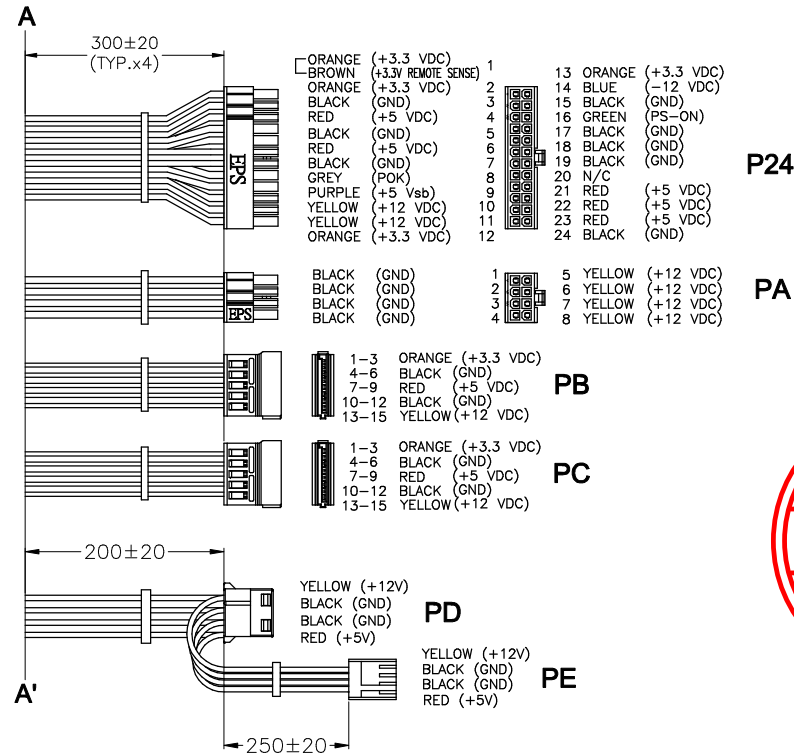 A
300±20
(TYP.x4)
EPS
ORANGE (+3.3 VDC) 1
BROWN (+3.3V REMOTE SENSE)
ORANGE (+3.3 VDC) 2
BLACK (GND) 3
RED (+5 VDC) 4
BLACK (GND) 5
RED (+5 VDC) 6
BLACK (GND) 7
GREY (POK) 8
PURPLE (+5 Vsb) 9
YELLOW (+12 VDC) 10
YELLOW (+12 VDC) 11
ORANGE (+3.3 VDC) 12
13 ORANGE (+3.3 VDC)
14 BLUE (-12 VDC)
15 BLACK (GND)
16 GREEN (PS-ON)
17 BLACK (GND)
18 BLACK (GND)
19 BLACK (GND)
20 N/C
21 RED (+5 VDC)
22 RED (+5 VDC)
23 RED (+5 VDC)
24 BLACK (GND)
P24
EPS
BLACK (GND) 1
BLACK (GND) 2
BLACK (GND) 3
BLACK (GND) 4
5 YELLOW (+12 VDC)
6 YELLOW (+12 VDC)
7 YELLOW (+12 VDC)
8 YELLOW (+12 VDC)
PA
1-3 ORANGE (+3.3 VDC)
4-6 BLACK (GND)
7-9 RED (+5 VDC)
10-12 BLACK (GND)
13-15 YELLOW (+12 VDC)
PB
1-3 ORANGE (+3.3 VDC)
4-6 BLACK (GND)
7-9 RED (+5 VDC)
10-12 BLACK (GND)
13-15 YELLOW (+12 VDC)
PC
200±20
YELLOW (+12V)
BLACK (GND)
BLACK (GND)
RED (+5V)
PD
YELLOW (+12V)
BLACK (GND)
BLACK (GND)
RED (+5V)
PE
A'
250±20